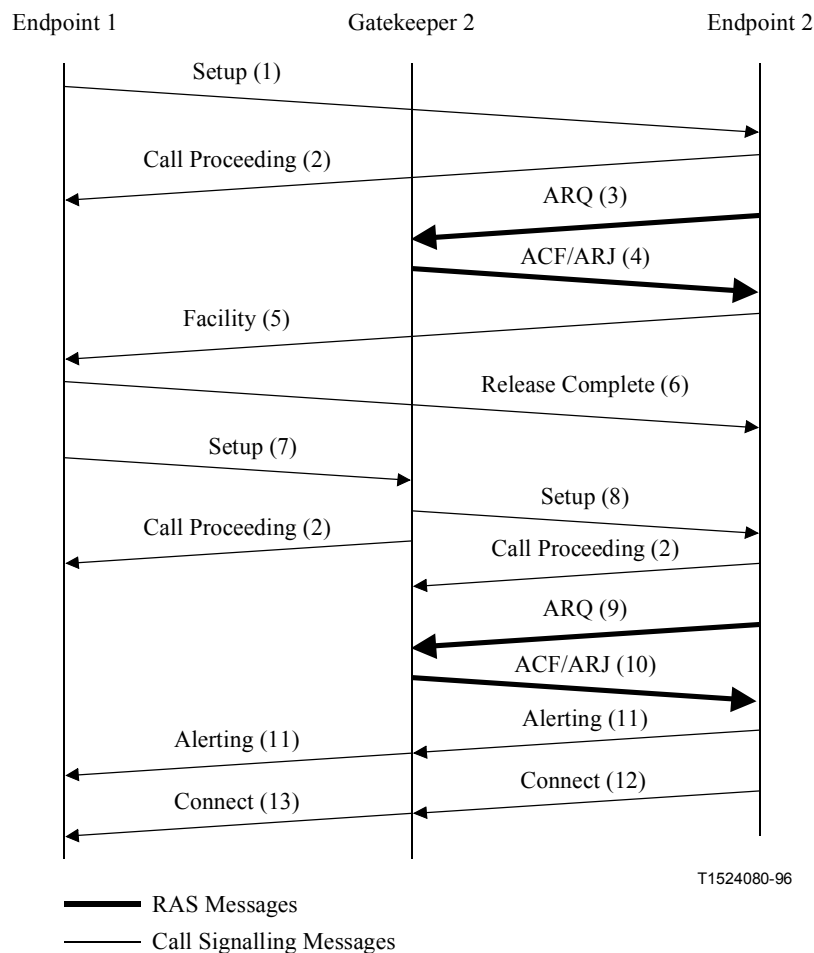 Endpoint 1 Gatekeeper 2 Endpoint 2
Setup (1)
Call Proceeding (2)
ARQ (3)
ACF/ARJ (4)
Facility (5)
Release Complete (6)
Setup (7)
Setup (8)
Call Proceeding (2)
Call Proceeding (2)
ARQ (9)
ACF/ARJ (10)
Alerting (11)
Alerting (11)
Connect (12)
Connect (13)
T1524080-96
RAS Messages
Call Signalling Messages